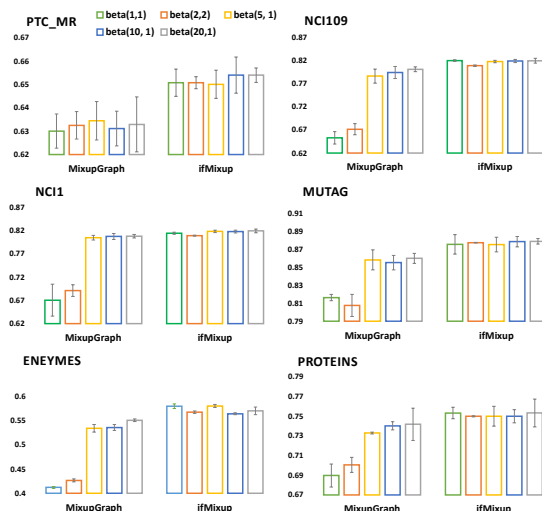 beta(1,1) beta(2,2) beta(5, 1)
beta(10, 1) beta(20,1)
PTC_MR
0.67
0.65
0.65
0.64
0.63
0.62
MixupGraph ifMixup
NCI109
0.87
0.82
0.77
0.72
0.67
0.62
MixupGraph ifMixup
NCI1
0.87
0.82
0.77
0.72
0.67
0.62
MixupGraph ifMixup
MUTAG
0.91
0.89
0.87
0.85
0.83
0.81
0.79
MixupGraph ifMixup
ENEYMES
0.6
0.55
0.5
0.45
0.4
MixupGraph ifMixup
PROTEINS
0.79
0.77
0.75
0.73
0.71
0.69
0.67
MixupGraph ifMixup